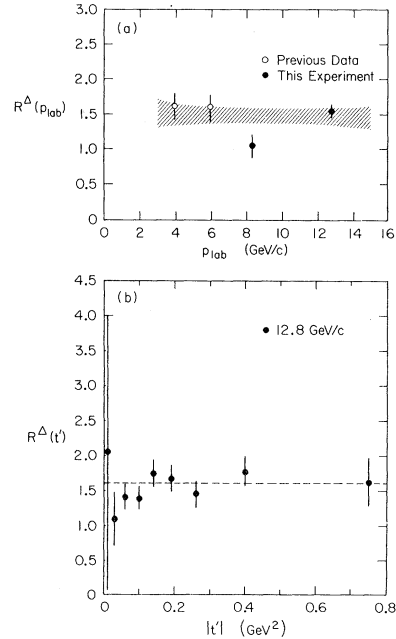 (a)
3.0
2.5
2.0
1.5
1.0
0.5
0
R^Δ(p_lab)
○ Previous Data
● This Experiment
0 2 4 6 8 10 12 14 16
p_lab (GeV/c)
(b)
4.5
4.0
3.5
3.0
2.5
2.0
1.5
1.0
0.5
0
R^Δ(t')
● 12.8 GeV/c
0 0.2 0.4 0.6 0.8
|t'| (GeV²)